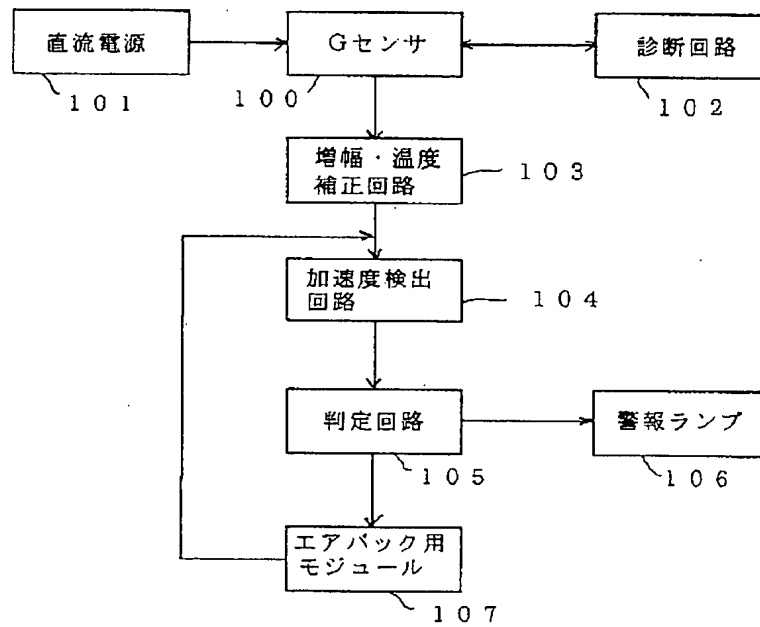 直流電源
Gセンサ
診断回路
101
100
102
増幅・温度
補正回路
103
加速度検出
回路
104
判定回路
警報ランプ
105
106
エアバック用
モジュール
107